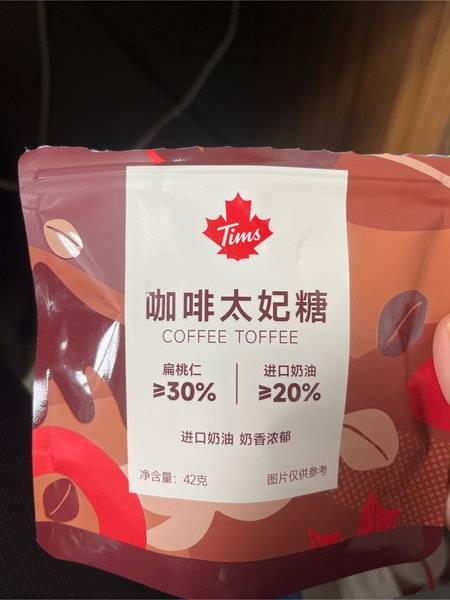 Tims
咖啡太妃糖
COFFEE TOFFEE
扁桃仁
≥30%
进口奶油
≥20%
进口奶油 奶香浓郁
净含量：42克
图片仅供参考